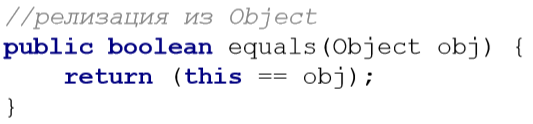 //релизация из Object
public boolean equals(Object obj) {
    return (this == obj);
}